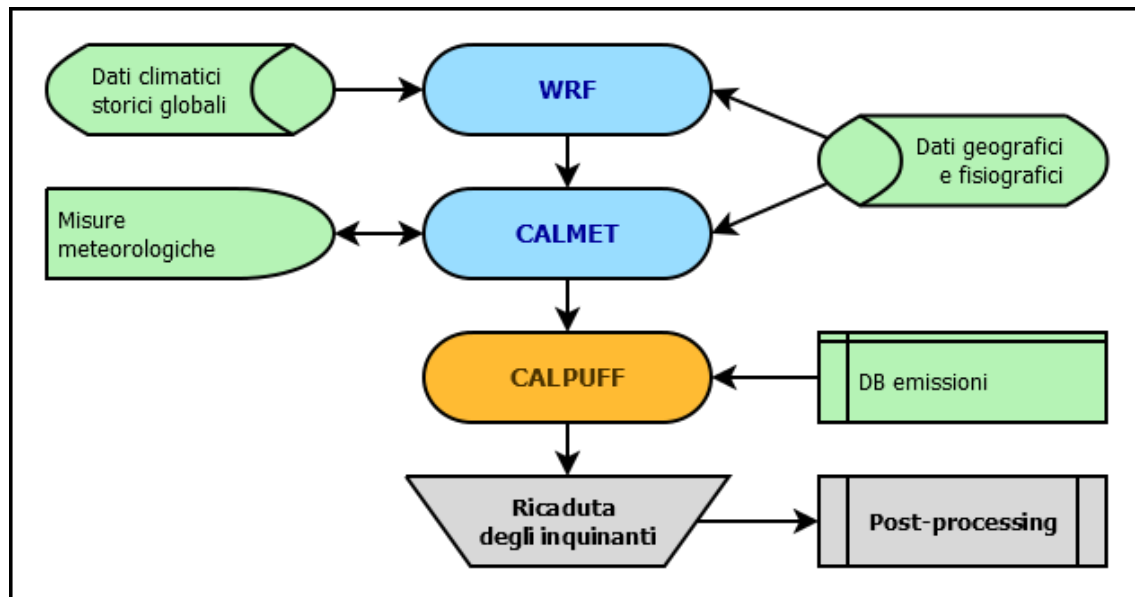 Dati climatici
storici globali
WRF
Dati geografici
e fisiografici
Misure
meteorologiche
CALMET
CALPUFF
DB emissioni
Ricaduta
degli inquinanti
Post-processing